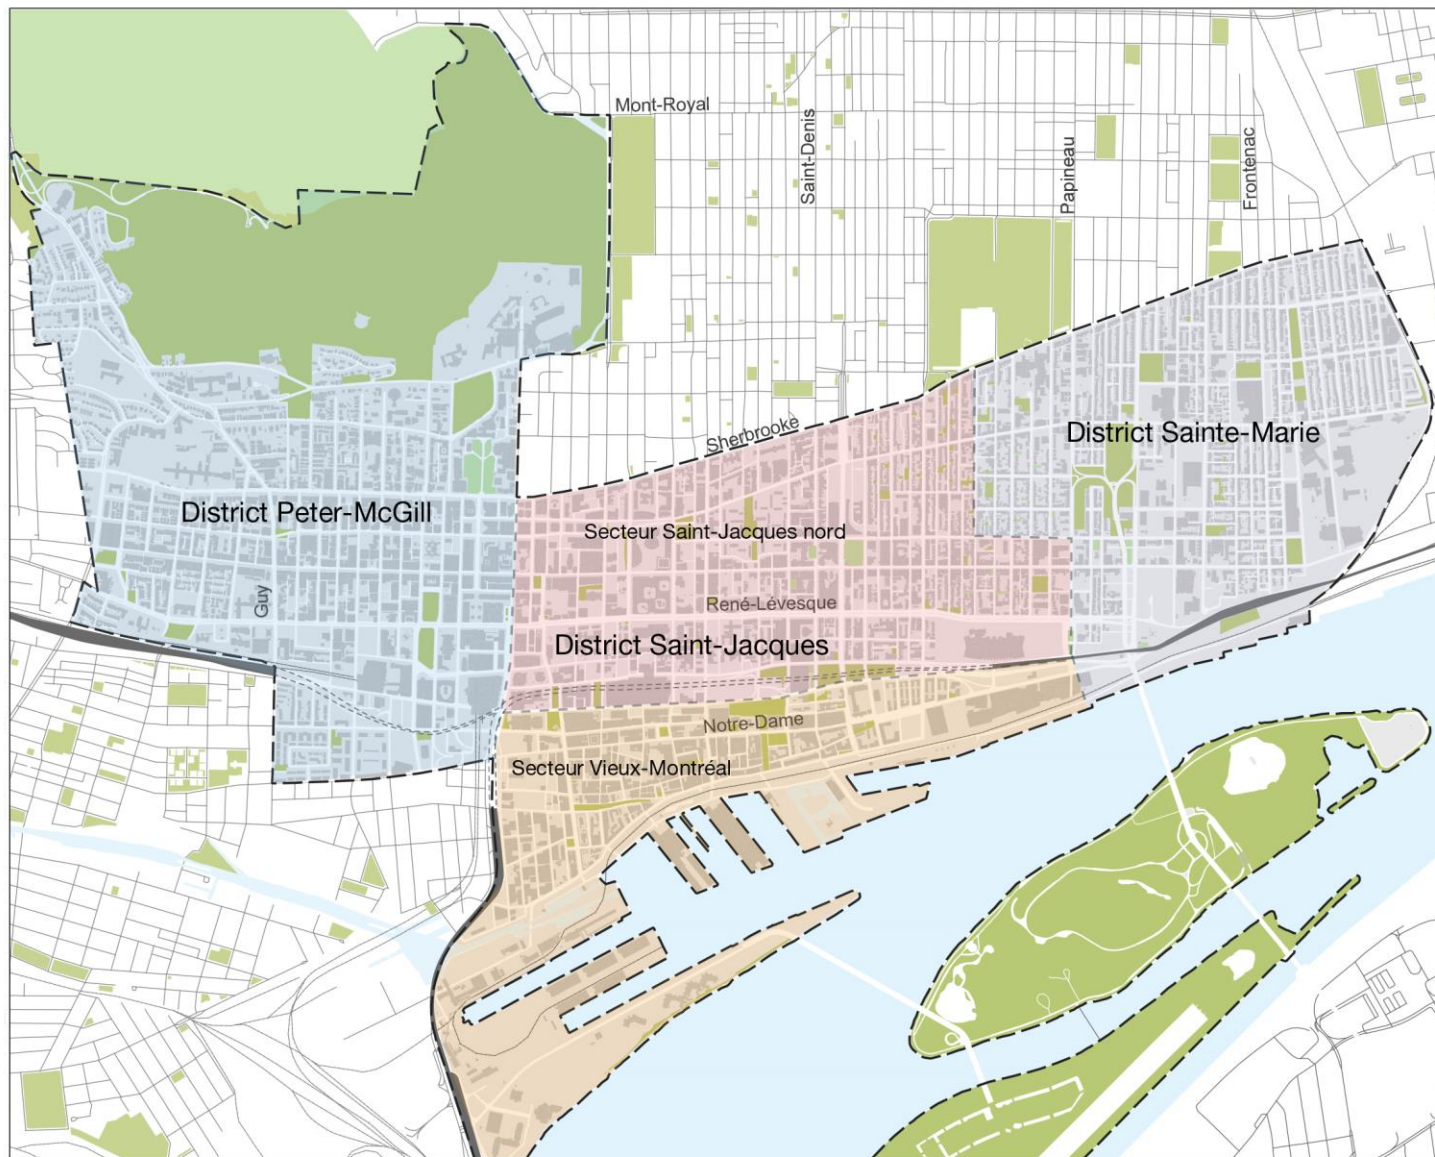 Mont-Royal
Saint-Denis
Papineau
Frontenac
Sherbrooke
District Sainte-Marie
District Peter-McGill
Secteur Saint-Jacques nord
Guy
René-Lévesque
District Saint-Jacques
Notre-Dame
Secteur Vieux-Montréal